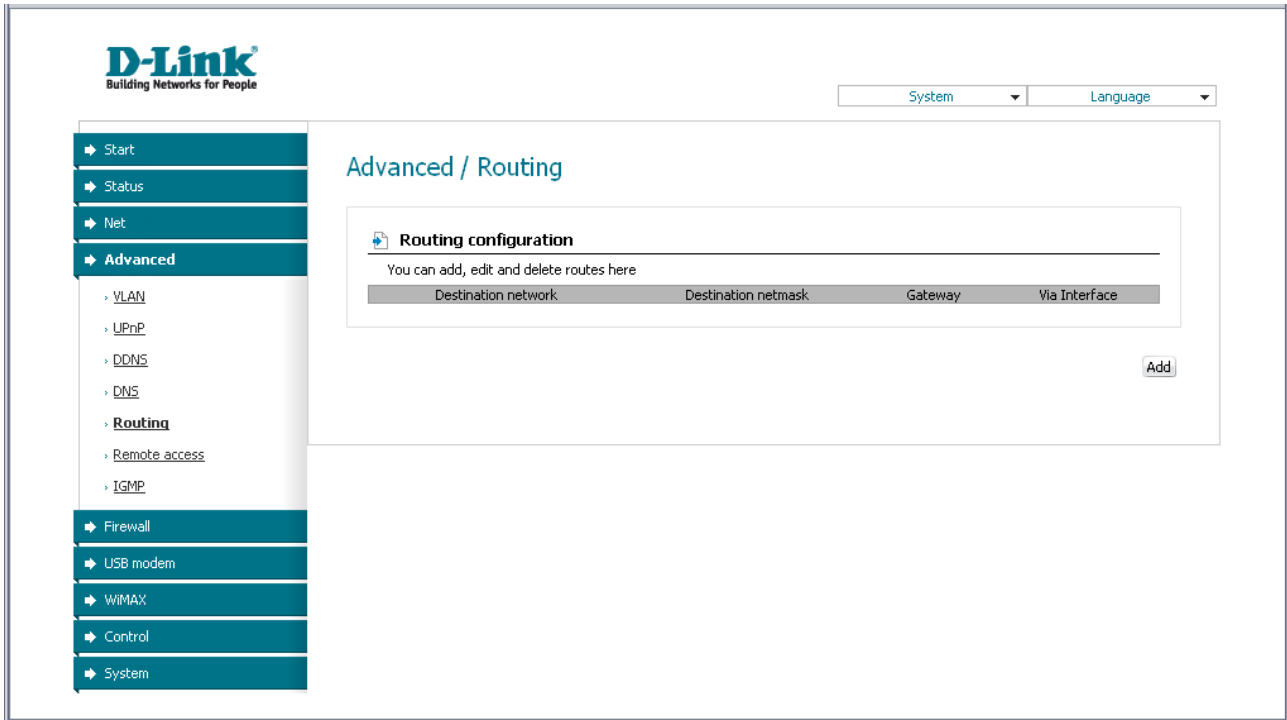 D-Link
Building Networks for People
System
Language
Start
Status
Net
Advanced
VLAN
UPnP
DDNS
DNS
Routing
Remote access
IGMP
Firewall
USB modem
WiMAX
Control
System
Advanced / Routing
Routing configuration
You can add, edit and delete routes here
Destination network Destination netmask Gateway Via Interface
Add